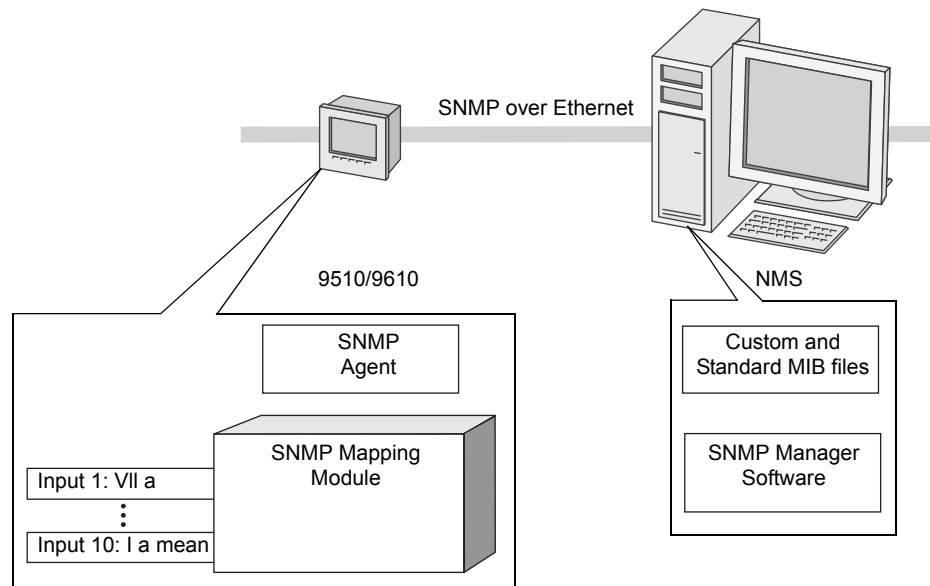 SNMP over Ethernet
9510/9610
NMS
SNMP
Agent
Custom and
Standard MIB files
SNMP Mapping
Module
SNMP Manager
Software
Input 1: Vll a
Input 10: I a mean